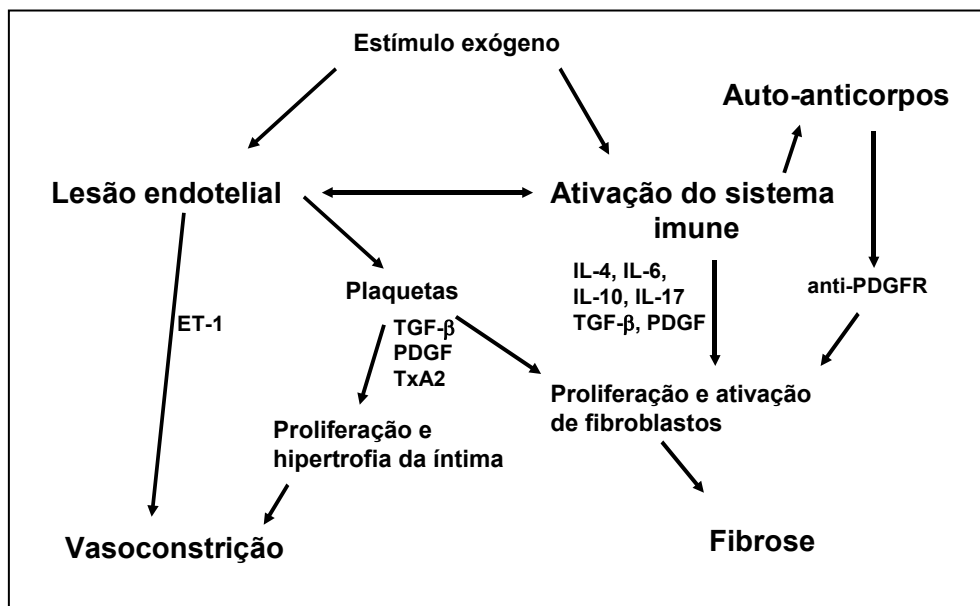 Estímulo exógeno
Auto-anticorpos
Lesão endotelial
Ativação do sistema
imune
IL-4, IL-6,
IL-10, IL-17
TGF-β, PDGF
anti-PDGFR
Plaquetas
ET-1
TGF-β
PDGF
TxA2
Proliferação e ativação
de fibroblastos
Proliferação e
hipertrofia da íntima
Vasoconstrição
Fibrose